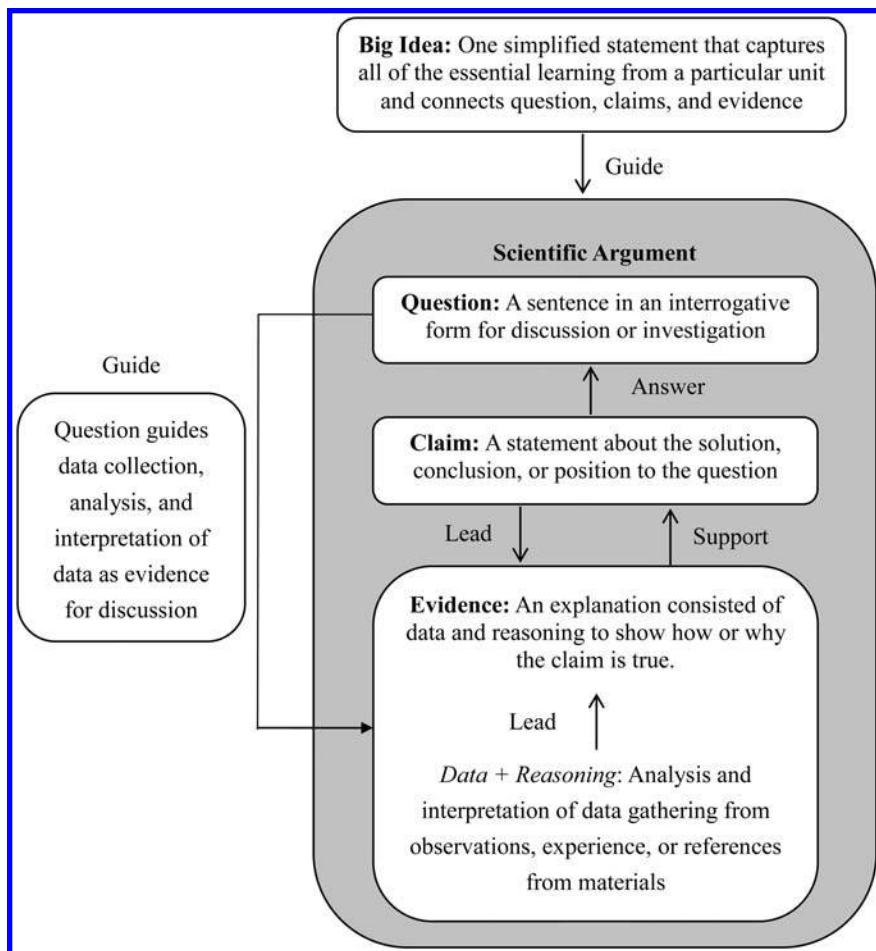 Big Idea: One simplified statement that captures
all of the essential learning from a particular unit
and connects question, claims, and evidence
Guide
Scientific Argument
Question: A sentence in an interrogative
form for discussion or investigation
Answer
Claim: A statement about the solution,
conclusion, or position to the question
Lead
Support
Evidence: An explanation consisted of
data and reasoning to show how or why
the claim is true.
Lead
Data + Reasoning: Analysis and
interpretation of data gathering from
observations, experience, or references
from materials
Guide
Question guides
data collection,
analysis, and
interpretation of
data as evidence
for discussion